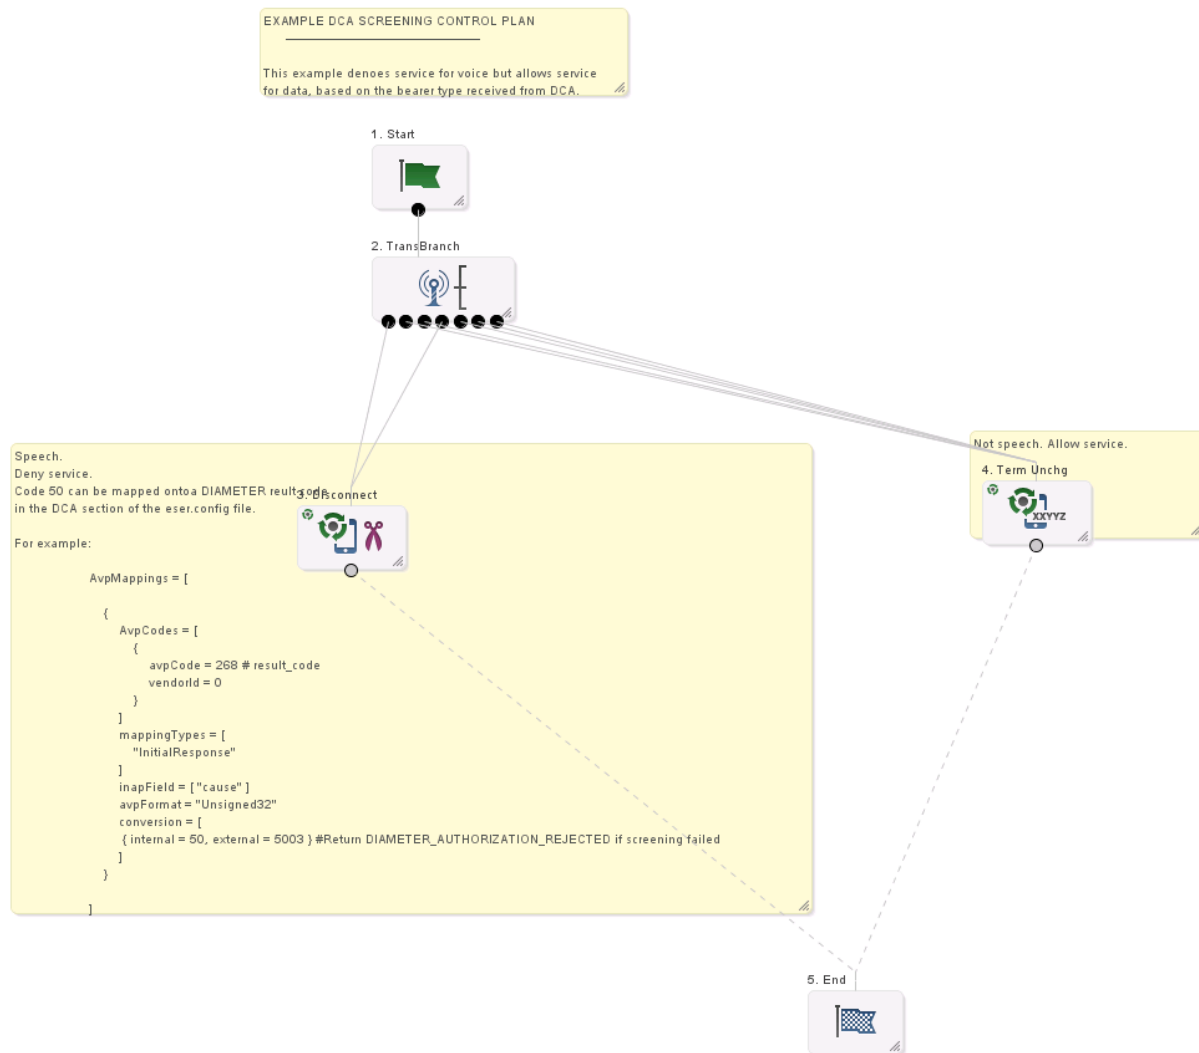 EXAMPLE DCA SCREENING CONTROL PLAN
This example denoes service for voice but allows service
for data, based on the bearer type received from DCA.
1. Start
2. TransBranch
Speech.
Deny service.
Code 50 can be mapped ontoa DIAMETER reult code
in the DCA section of the eser.config file.
3. Disconnect
For example:
AvpMappings = [
{
AvpCodes = [
{
avpCode = 268 # result_code
vendorId = 0
}
]
mappingTypes = [
"InitialResponse"
]
inapField = [ "cause" ]
avpFormat = "Unsigned32"
conversion = [
{ internal = 50, external = 5003 } #Return DIAMETER_AUTHORIZATION_REJECTED if screening failed
]
}
]
Not speech. Allow service.
4. Term Unchg
XXYYZ
5. End